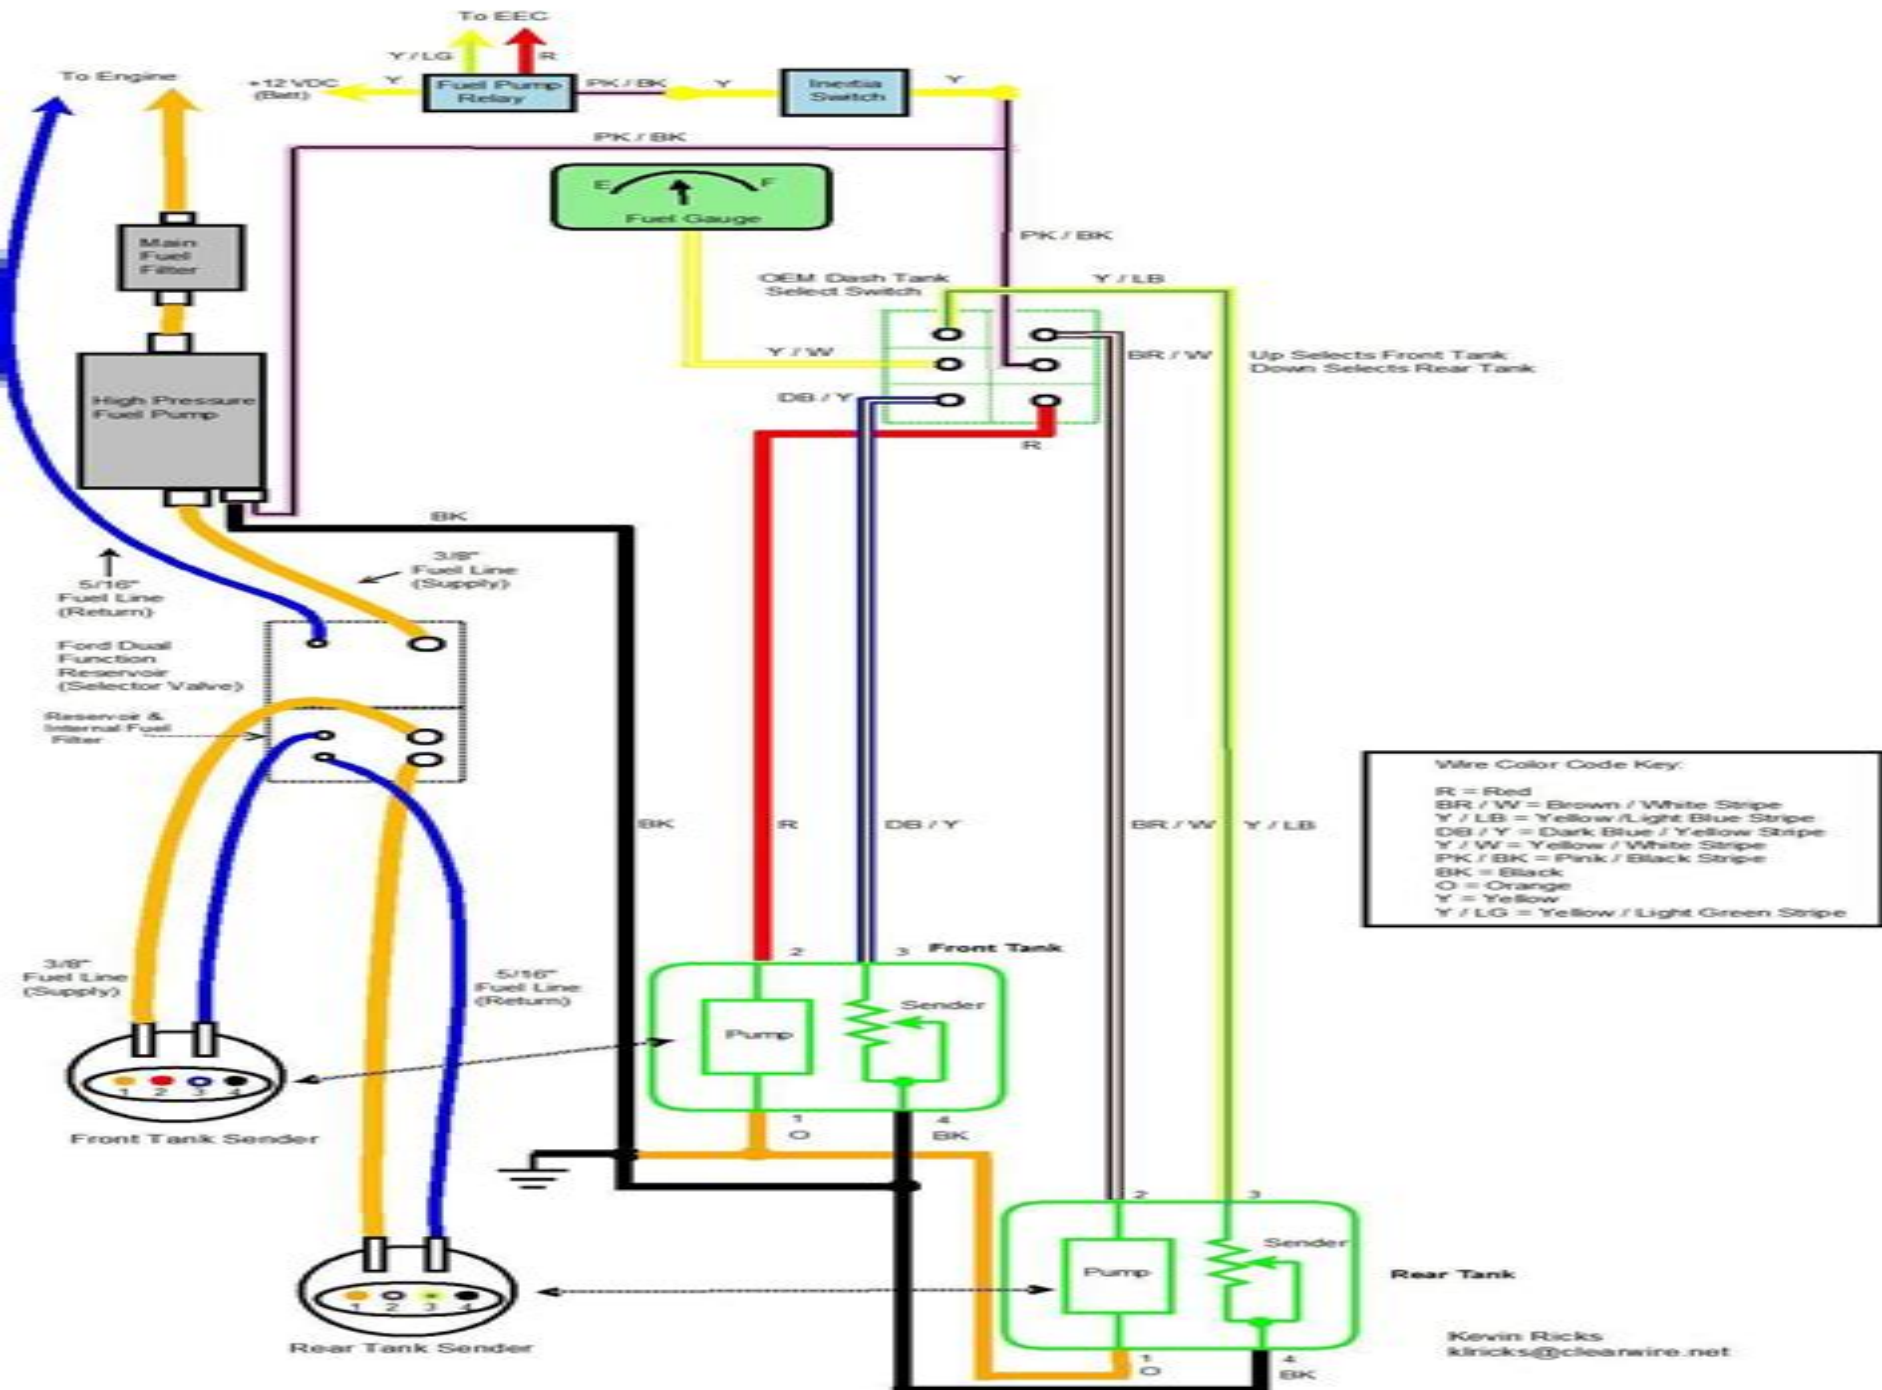 To EEC
Y / LG
R
To Engine
+12 VDC
(Batt)
Y
Fuel Pump
Relay
PK / BK
Y
Inertia
Switch
Y
PK / BK
E
F
Fuel Gauge
Main
Fuel
Filter
PK / BK
OEM Dash Tank
Select Switch
Y / LB
Y / W
BR / W
Up Selects Front Tank
Down Selects Rear Tank
DB / Y
R
High Pressure
Fuel Pump
BK
3/8"
Fuel Line
(Supply)
5/16"
Fuel Line
(Return)
Ford Dual
Function
Reservoir
(Selector Valve)
Reservoir &
Internal Fuel
Filter
BK
R
DB / Y
BR / W
Y / LB
Wire Color Code Key:
R = Red
BR / W = Brown / White Stripe
Y / LB = Yellow /Light Blue Stripe
DB / Y = Dark Blue / Yellow Stripe
Y / W = Yellow / White Stripe
PK / BK = Pink / Black Stripe
BK = Black
O = Orange
Y = Yellow
Y / LG = Yellow / Light Green Stripe
3/8"
Fuel Line
(Supply)
5/16"
Fuel Line
(Return)
2
3
Front Tank
Pump
Sender
1 2 3 4
Front Tank Sender
1
O
4
BK
2
3
Pump
Sender
Rear Tank
1 2 3 4
Rear Tank Sender
1
O
4
BK
Kevin Ricks
klricks@clearwire.net